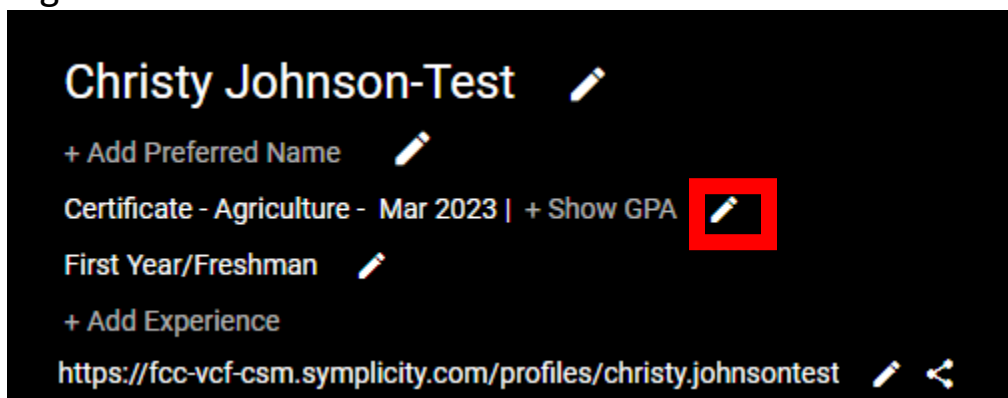 Christy Johnson-Test
+ Add Preferred Name
Certificate - Agriculture - Mar 2023 | + Show GPA
First Year/Freshman
+ Add Experience
https://fcc-vcf-csm.symplicity.com/profiles/christy.johnsontest